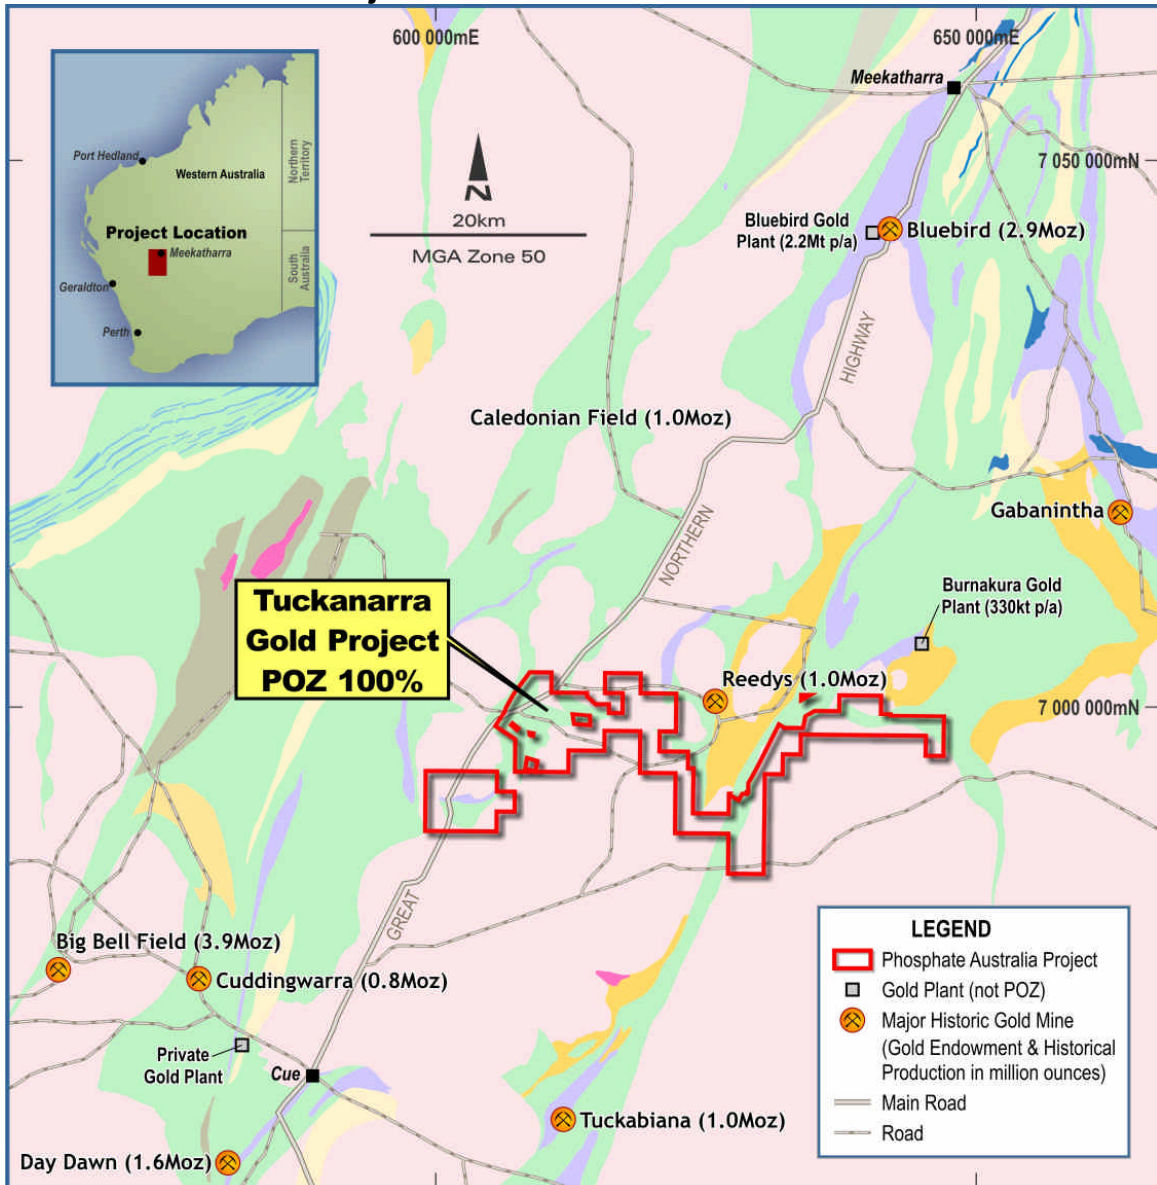 600 000mE
650 000mE
Meekatharra
7 050 000mN
Port Hedland
Western Australia
Northern
Territory
Project Location
Meekatharra
South
Australia
Geraldton
Perth
N
20km
MGA Zone 50
Bluebird Gold
Plant (2.2Mt p/a)
Bluebird (2.9Moz)
HIGHWAY
Caledonian Field (1.0Moz)
NORTHERN
Gabanintha
Burnakura Gold
Plant (330kt p/a)
Tuckanarra
Gold Project
POZ 100%
Reedys (1.0Moz)
7 000 000mN
GREAT
Big Bell Field (3.9Moz)
Cuddingwarra (0.8Moz)
Private
Gold Plant
Cue
Tuckabiana (1.0Moz)
Day Dawn (1.6Moz)
LEGEND
Phosphate Australia Project
Gold Plant (not POZ)
Major Historic Gold Mine
(Gold Endowment & Historical
Production in million ounces)
Main Road
Road